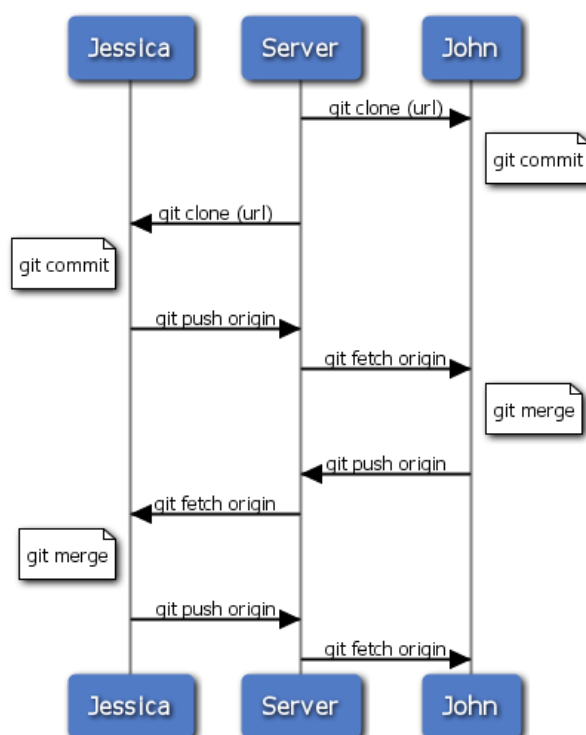 Jessica
Server
John
git clone (url)
git commit
git clone (url)
git commit
git push origin
git fetch origin
git merge
git push origin
git fetch origin
git merge
git push origin
git fetch origin
Jessica
Server
John